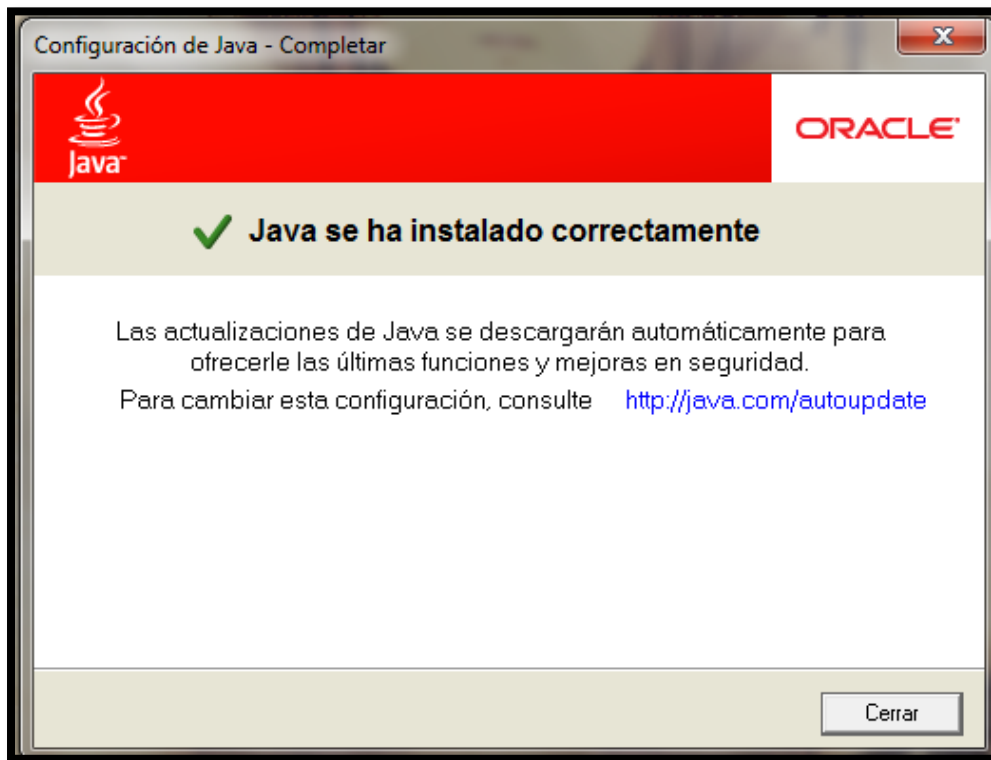 Configuración de Java - Completar
Java
ORACLE
Java se ha instalado correctamente
Las actualizaciones de Java se descargarán automáticamente para
ofrecerle las últimas funciones y mejoras en seguridad.
Para cambiar esta configuración, consulte http://java.com/autoupdate
Cerrar